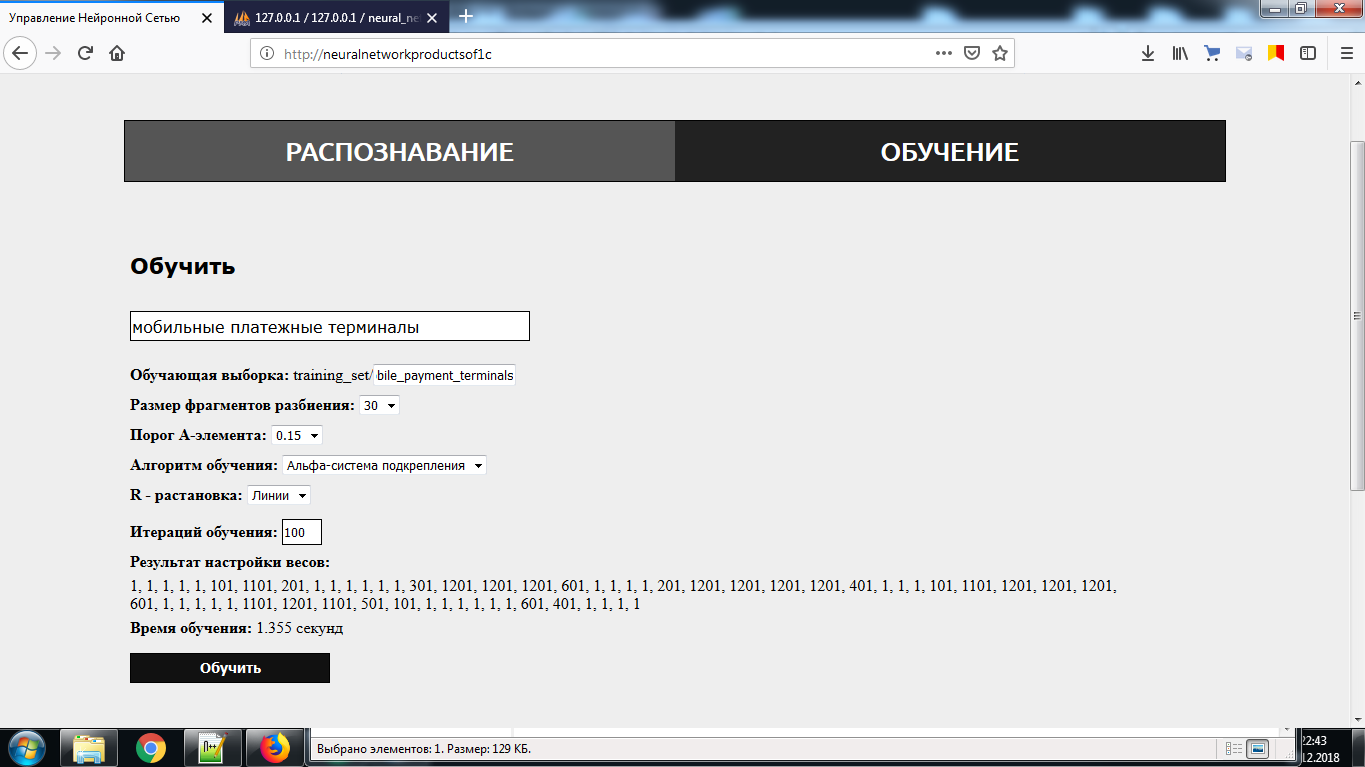 Управление Нейронной Сетью
127.0.0.1 / 127.0.0.1 / neural_ne
http://neuralnetworkproductsof1c
РАСПОЗНАВАНИЕ
ОБУЧЕНИЕ
Обучить
мобильные платежные терминалы
Обучающая выборка: training_set/bile_payment_terminals
Размер фрагментов разбиения: 30
Порог А-элемента: 0.15
Алгоритм обучения: Альфа-система подкрепления
R - растановка: Линии
Итераций обучения: 100
Результат настройки весов:
1, 1, 1, 1, 1, 101, 1101, 201, 1, 1, 1, 1, 1, 1, 301, 1201, 1201, 1201, 601, 1, 1, 1, 1, 201, 1201, 1201, 1201, 1201, 401, 1, 1, 1, 101, 1101, 1201, 1201, 1201,
601, 1, 1, 1, 1, 1, 1101, 1201, 1101, 501, 101, 1, 1, 1, 1, 1, 1, 601, 401, 1, 1, 1, 1
Время обучения: 1.355 секунд
Обучить
Выбрано элементов: 1. Размер: 129 КБ.
22:43
.12.2018